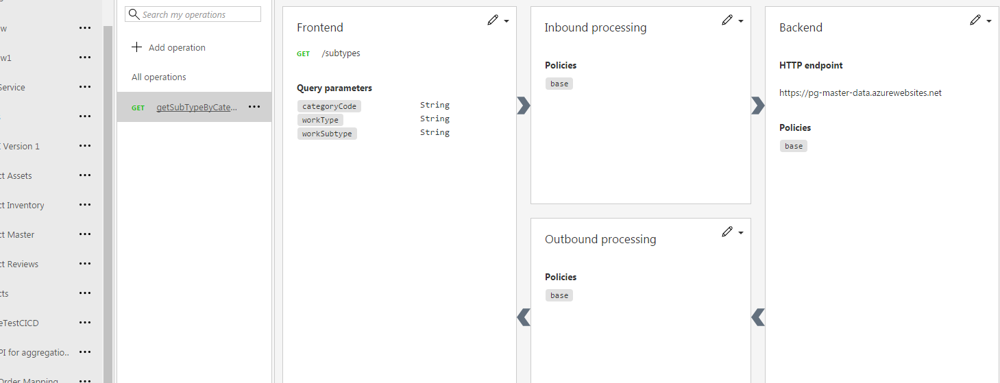 w
w1
Service
I Version 1
ct Assets
ct Inventory
ct Master
ct Reviews
cts
eTestCICD
PI for aggregatio..
Order Mapping
Search my operations
Add operation
All operations
GET getSubTypeByCate...
Frontend
GET /subtypes
Query parameters
categoryCode String
workType String
workSubtype String
Inbound processing
Policies
base
Outbound processing
Policies
base
Backend
HTTP endpoint
https://pg-master-data.azurewebsites.net
Policies
base